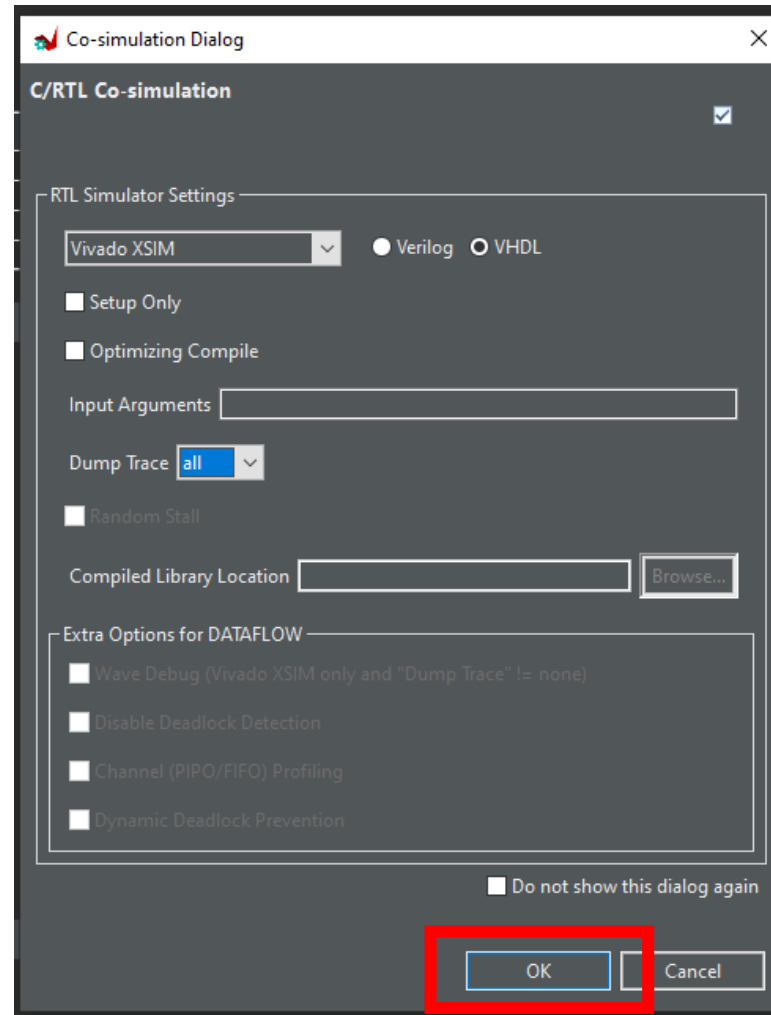 Co-simulation Dialog
C/RTL Co-simulation
RTL Simulator Settings
Vivado XSIM Verilog VHDL
Setup Only
Optimizing Compile
Input Arguments
Dump Trace all
Random Stall
Compiled Library Location Browse...
Extra Options for DATAFLOW
Wave Debug (Vivado XSIM only and "Dump Trace" != none)
Disable Deadlock Detection
Channel (PIPO/FIFO) Profiling
Dynamic Deadlock Prevention
Do not show this dialog again
OK Cancel